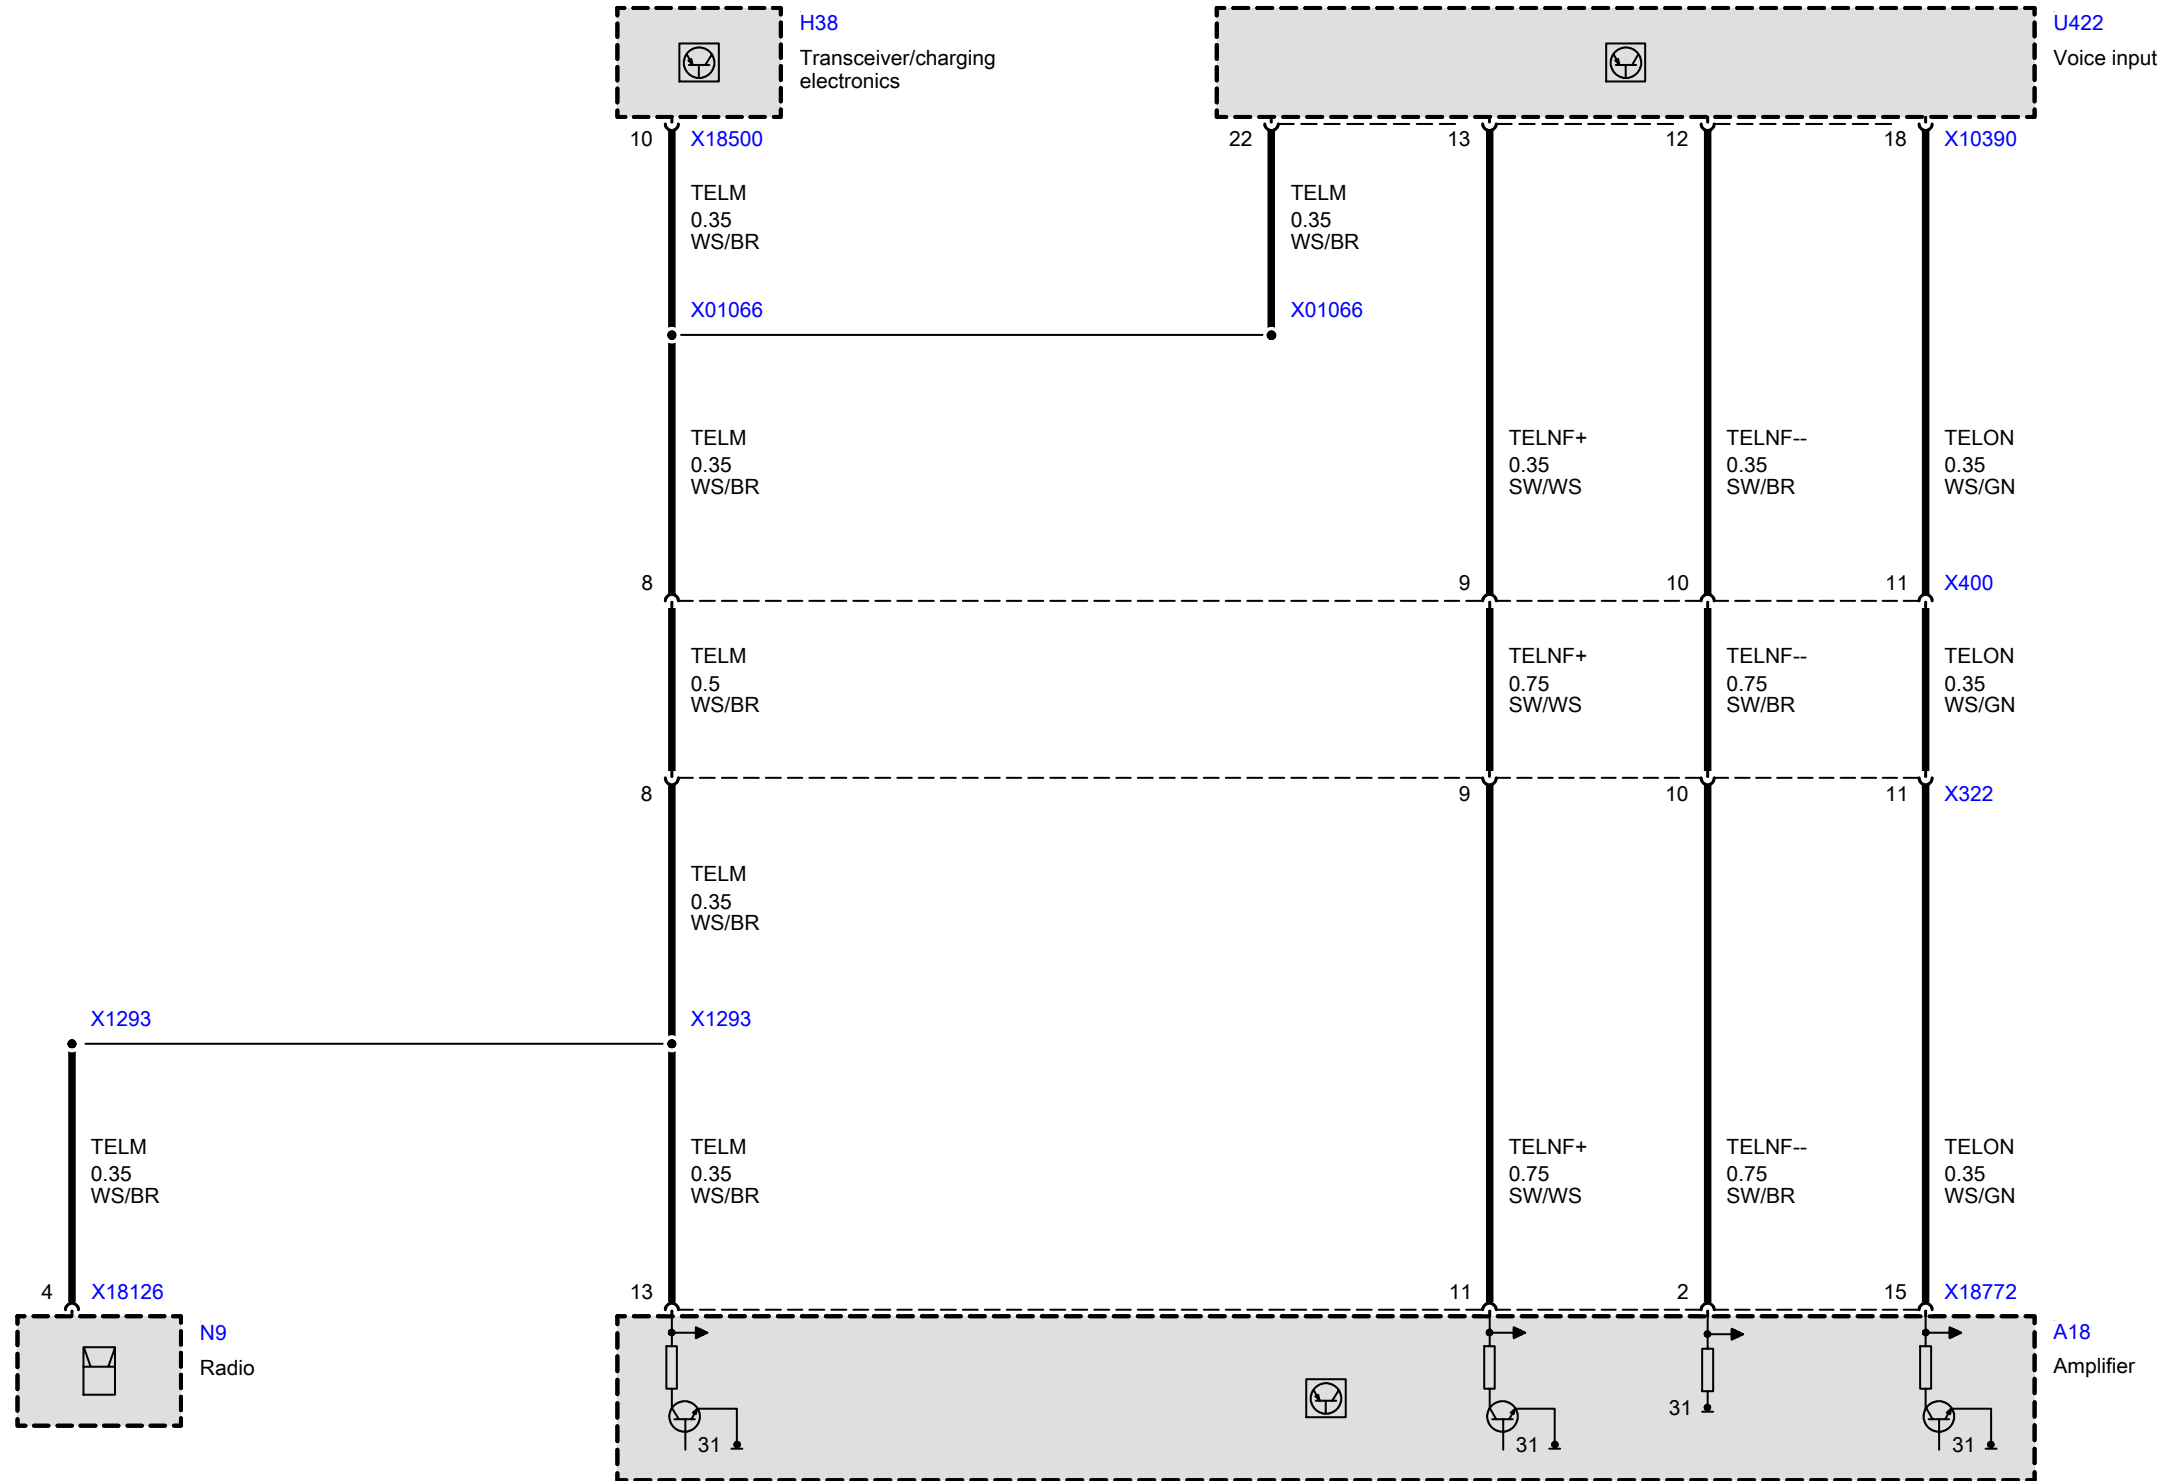 H38
Transceiver/charging
electronics
U422
Voice input
10 X18500
22 13 12 18 X10390
TELM
0.35
WS/BR
TELM
0.35
WS/BR
X01066
X01066
TELM
0.35
WS/BR
TELNF+
0.35
SW/WS
TELNF--
0.35
SW/BR
TELON
0.35
WS/GN
8 9 10 11 X400
TELM
0.5
WS/BR
TELNF+
0.75
SW/WS
TELNF--
0.75
SW/BR
TELON
0.35
WS/GN
8 9 10 11 X322
TELM
0.35
WS/BR
X1293
X1293
TELM
0.35
WS/BR
TELM
0.35
WS/BR
TELNF+
0.75
SW/WS
TELNF--
0.75
SW/BR
TELON
0.35
WS/GN
4 X18126
13 11 2 15 X18772
N9
Radio
A18
Amplifier
31
31
31
31